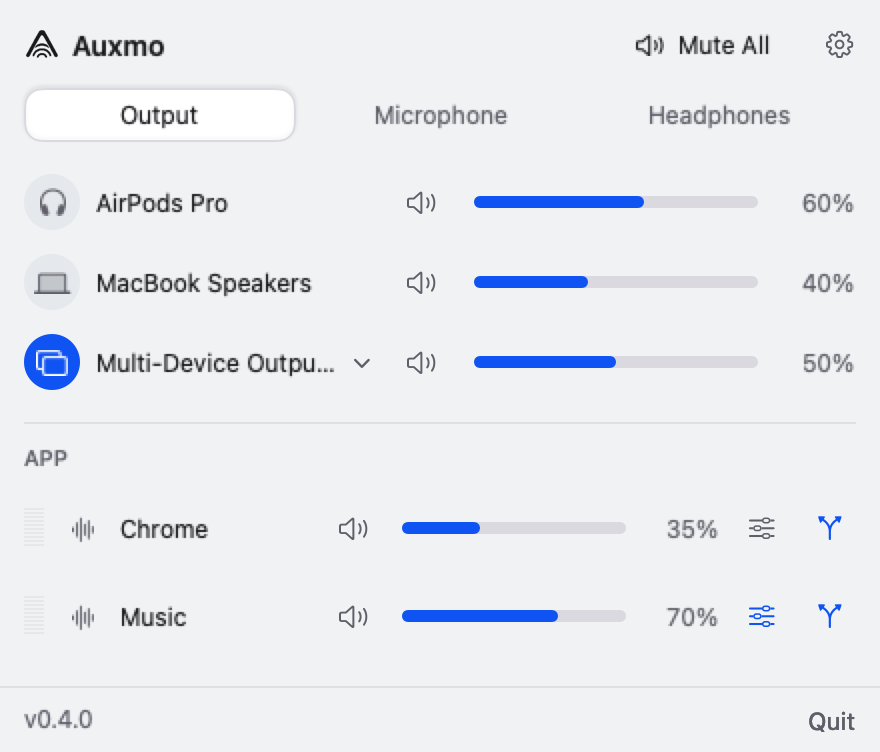 Auxmo Mute All
Output Microphone Headphones
AirPods Pro 60%
MacBook Speakers 40%
Multi-Device Outpu... 50%
APP
Chrome 35%
Music 70%
v0.4.0 Quit